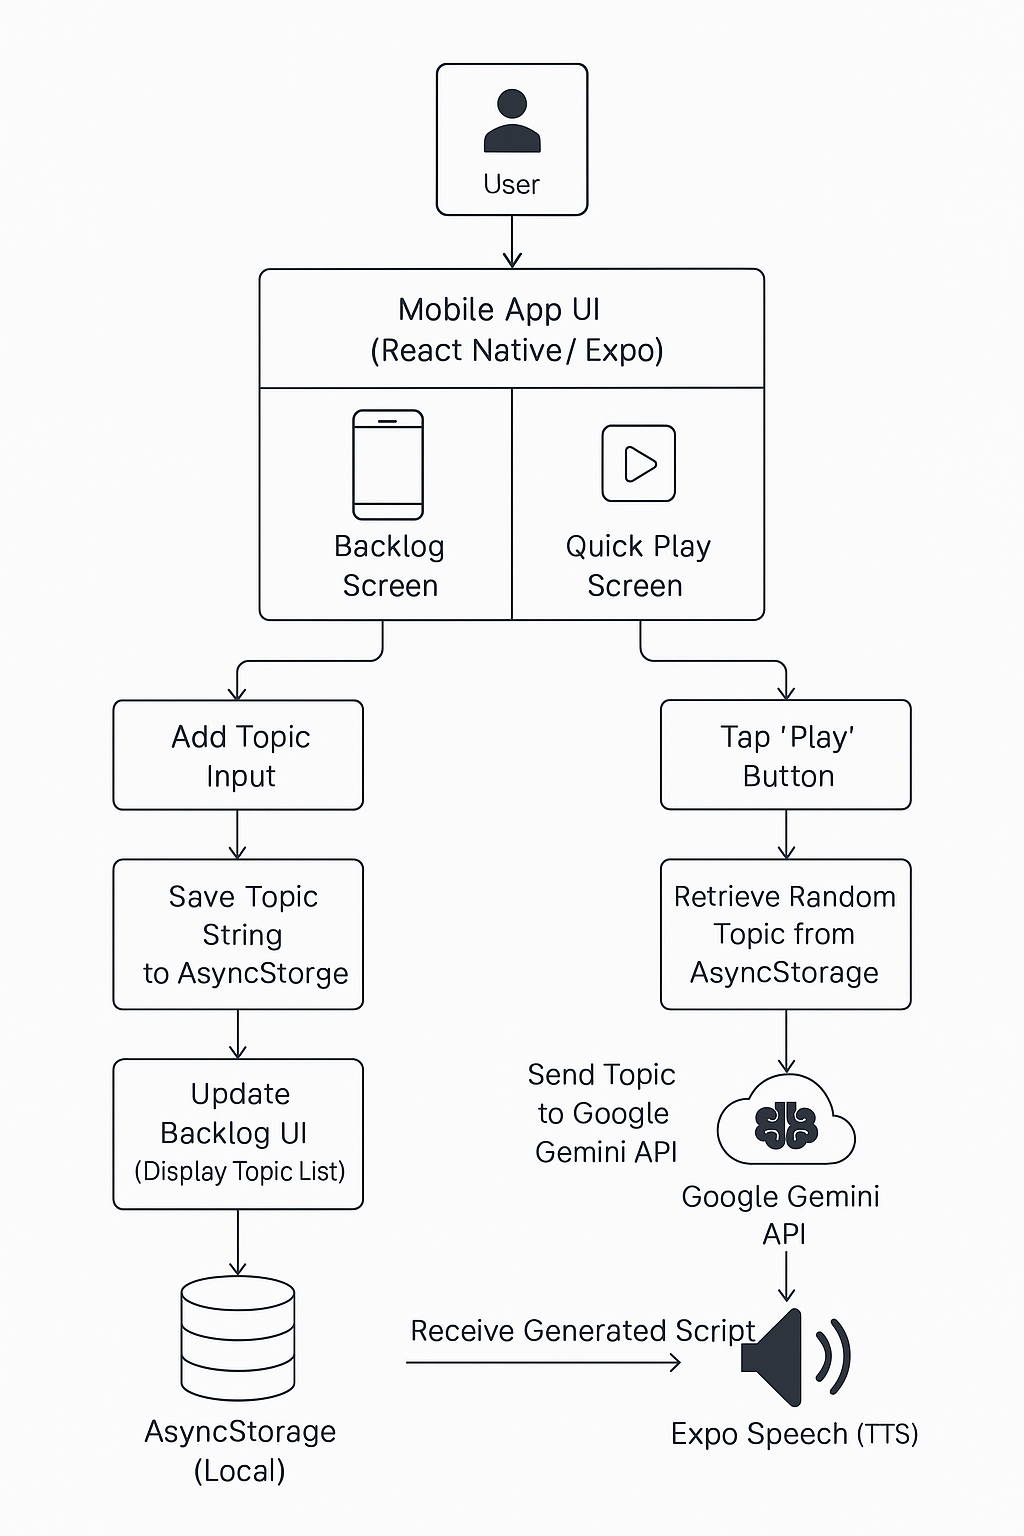 User
Mobile App UI
(React Native/ Expo)
Backlog
Screen
Quick Play
Screen
Add Topic
Input
Tap 'Play'
Button
Save Topic
String
to AsyncStorge
Retrieve Random
Topic from
AsyncStorage
Update
Backlog UI
(Display Topic List)
Send Topic
to Google
Gemini API
Google Gemini
API
Receive Generated Script
AsyncStorage
(Local)
Expo Speech (TTS)